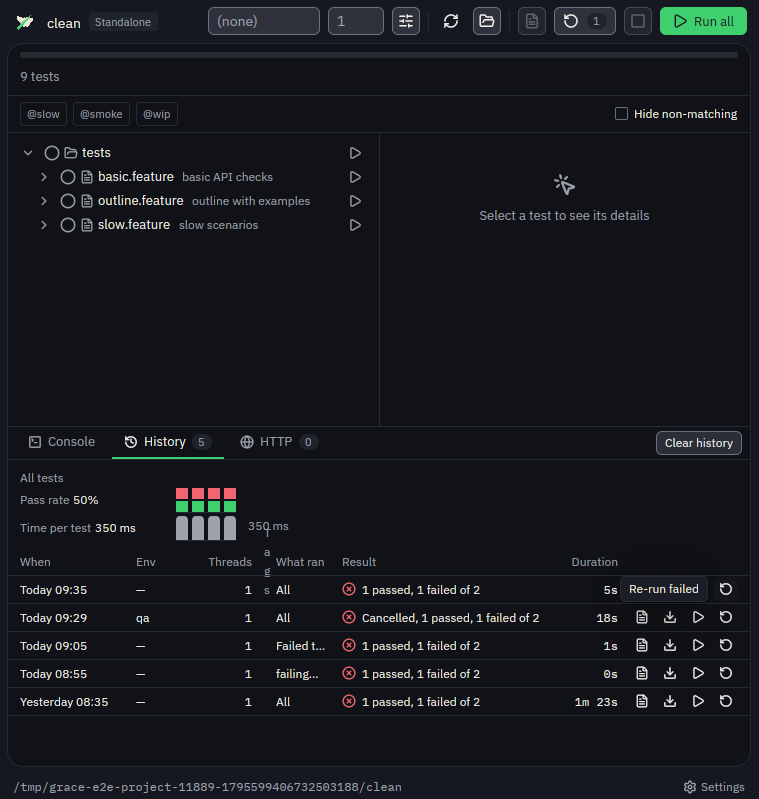 clean Standalone (none) 1 1 Run all
9 tests
@slow @smoke @wip Hide non-matching
tests
basic.feature basic API checks
outline.feature outline with examples
slow.feature slow scenarios
Select a test to see its details
Console History 5 HTTP 0 Clear history
All tests
Pass rate 50%
Time per test 350 ms 350 ms
When Env Threads Tags What ran Result Duration
Today 09:35 — 1 All 1 passed, 1 failed of 2 5s Re-run failed
Today 09:29 qa 1 All Cancelled, 1 passed, 1 failed of 2 18s
Today 09:05 — 1 Failed t... 1 passed, 1 failed of 2 1s
Today 08:55 — 1 failing... 1 passed, 1 failed of 2 0s
Yesterday 08:35 — 1 All 1 passed, 1 failed of 2 1m 23s
/tmp/grace-e2e-project-11889-1795599406732503188/clean Settings